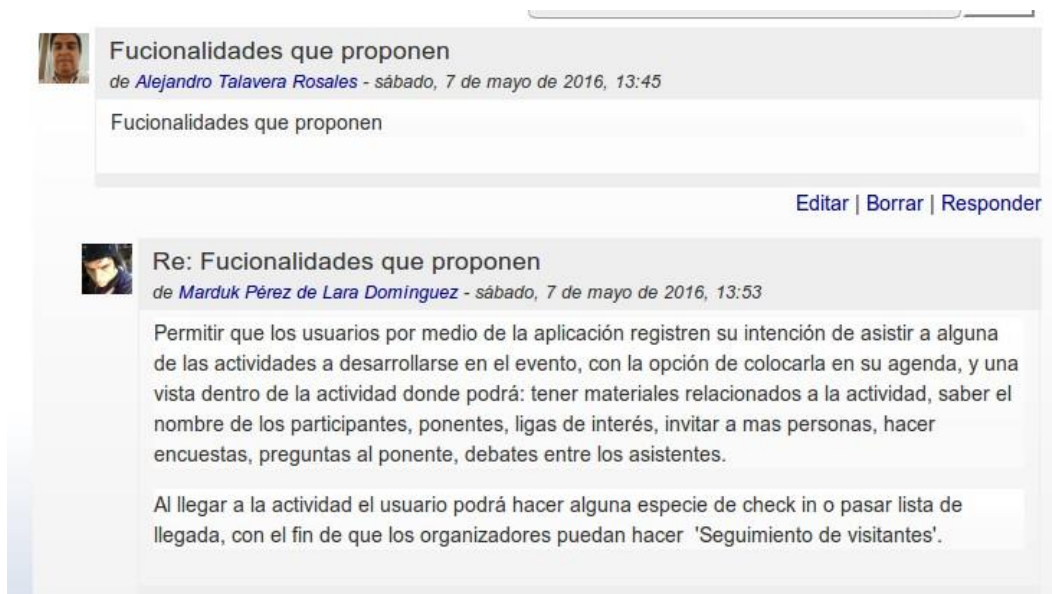 Fucionalidades que proponen
de Alejandro Talavera Rosales - sábado, 7 de mayo de 2016, 13:45
Fucionalidades que proponen
Editar | Borrar | Responder
Re: Fucionalidades que proponen
de Marduk Pérez de Lara Domínguez - sábado, 7 de mayo de 2016, 13:53
Permitir que los usuarios por medio de la aplicación registren su intención de asistir a alguna
de las actividades a desarrollarse en el evento, con la opción de colocarla en su agenda, y una
vista dentro de la actividad donde podrá: tener materiales relacionados a la actividad, saber el
nombre de los participantes, ponentes, ligas de interés, invitar a mas personas, hacer
encuestas, preguntas al ponente, debates entre los asistentes.
Al llegar a la actividad el usuario podrá hacer alguna especie de check in o pasar lista de
llegada, con el fin de que los organizadores puedan hacer 'Seguimiento de visitantes'.